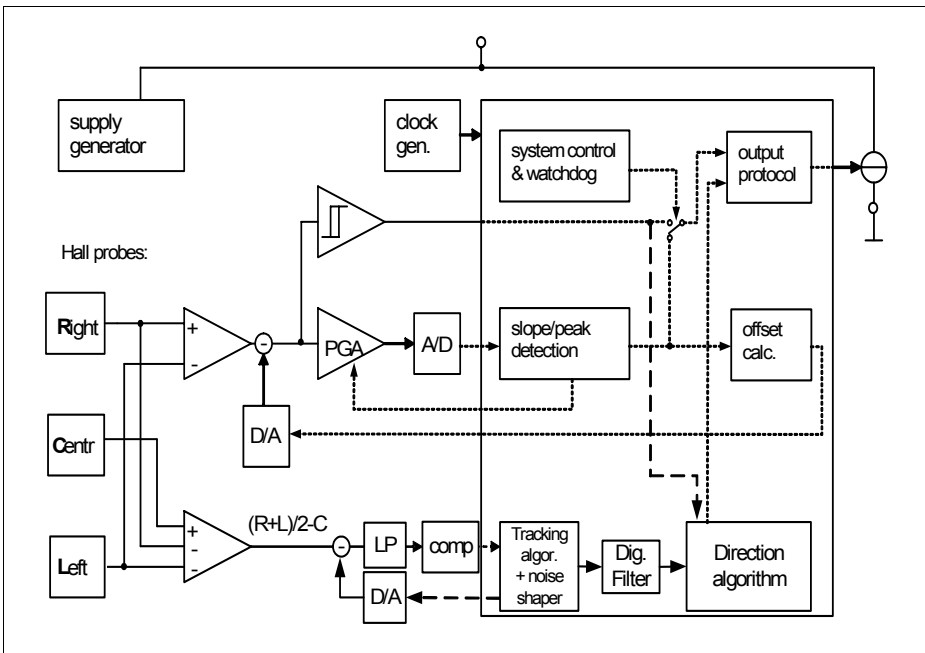 supply
generator
clock
gen.
system control
& watchdog
output
protocol
Hall probes:
Right
+
-
-
PGA
A/D
slope/peak
detection
offset
calc.
D/A
Centr
Left
+
-
-
(R+L)/2-C
-
LP
comp
D/A
Tracking
algor.
+ noise
shaper
Dig.
Filter
Direction
algorithm